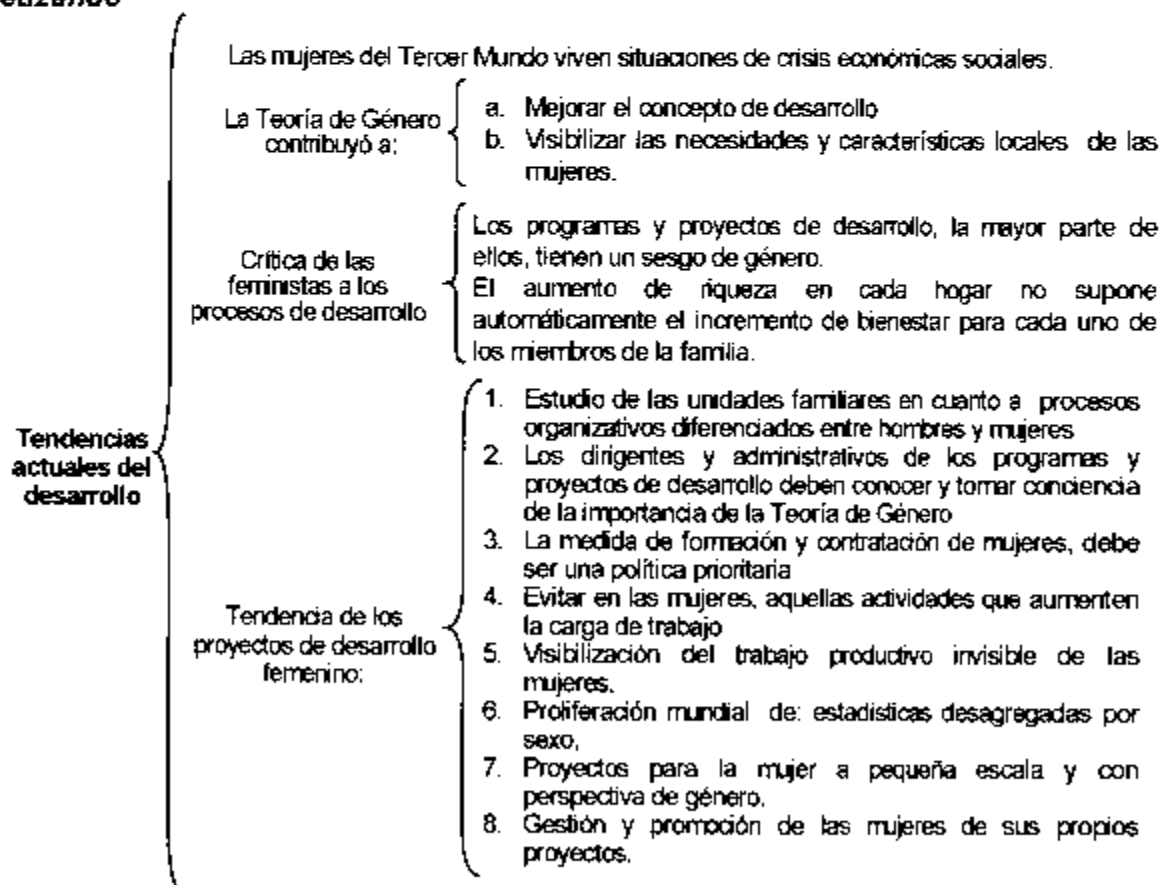 Las mujeres del Tercer Mundo viven situaciones de crisis económicas sociales.
La Teoría de Género
contribuyó a:
a. Mejorar el concepto de desarrollo
b. Visibilizar las necesidades y características locales de las
mujeres.
Crítica de las
feministas a los
procesos de desarrollo
Los programas y proyectos de desarrollo, la mayor parte de
ellos, tienen un sesgo de género.
El aumento de riqueza en cada hogar no supone
automáticamente el incremento de bienestar para cada uno de
los miembros de la familia.
Tendencias
actuales del
desarrollo
Tendencia de los
proyectos de desarrollo
femenino:
1. Estudio de las unidades familiares en cuanto a procesos
organizativos diferenciados entre hombres y mujeres
2. Los dirigentes y administrativos de los programas y
proyectos de desarrollo deben conocer y tomar conciencia
de la importancia de la Teoría de Género
3. La medida de formación y contratación de mujeres, debe
ser una política prioritaria
4. Evitar en las mujeres, aquellas actividades que aumenten
la carga de trabajo
5. Visibilización del trabajo productivo invisible de las
mujeres.
6. Proliferación mundial de: estadísticas desagregadas por
sexo.
7. Proyectos para la mujer a pequeña escala y con
perspectiva de género.
8. Gestión y promoción de las mujeres de sus propios
proyectos.